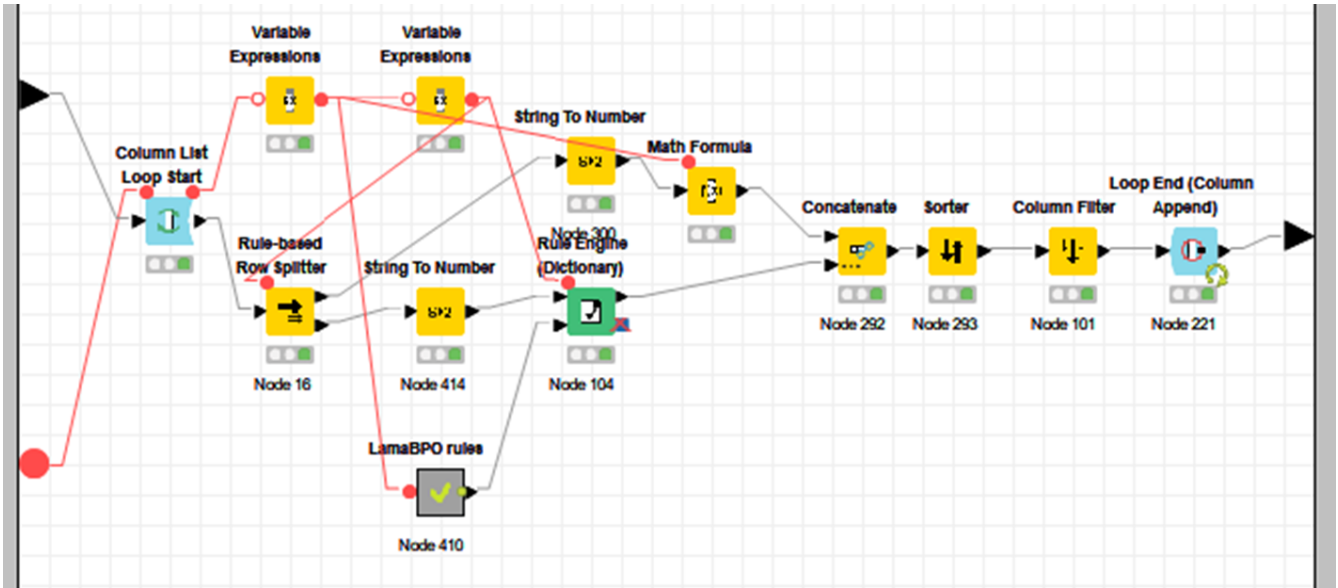 Variable
Expressions
Variable
Expressions
String To Number
Math Formula
Column List
Loop Start
Loop End (Column
Append)
Concatenate
Sorter
Column Filter
Node 300
Rule-based
Row Splitter
String To Number
Rule Engine
(Dictionary)
Node 292
Node 293
Node 101
Node 221
Node 16
Node 414
Node 104
LamaBPO rules
Node 410